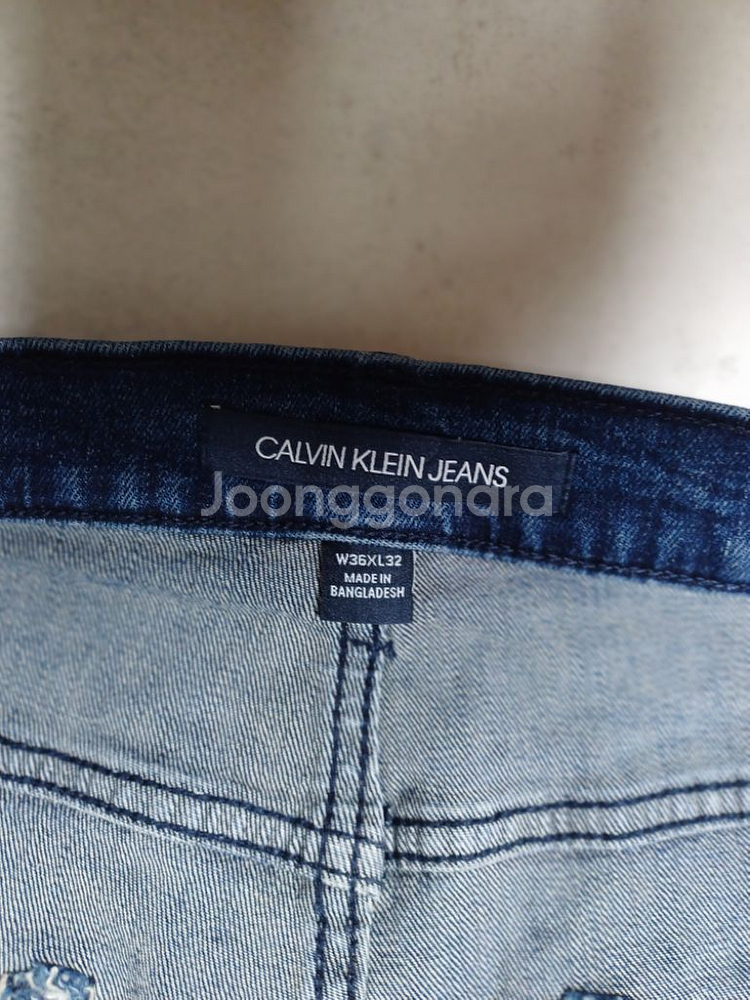 CALVIN KLEIN JEANS
Joonggonara
W36XL32
MADE IN
BANGLADESH